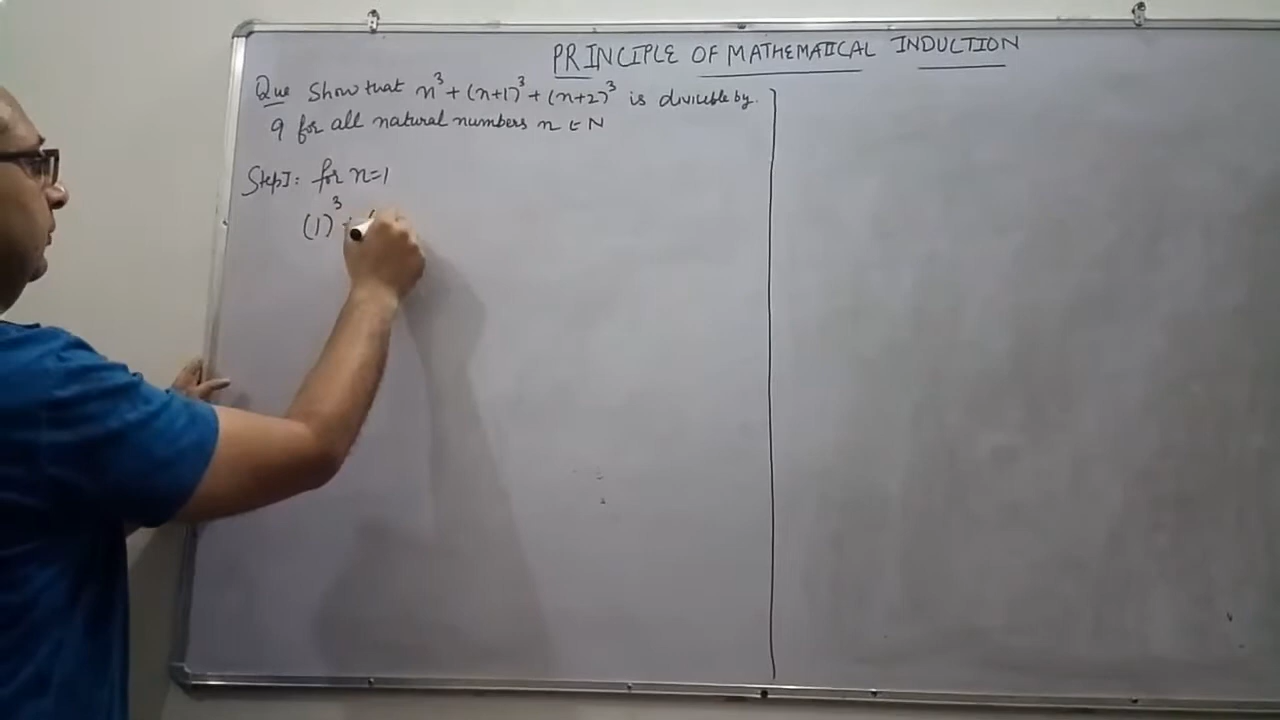 PRINCIPLE OF MATHEMATICAL INDUCTION
Que Show that n³ + (n+1)³ + (n+2)³ is divisible by.
9 for all natural numbers n ∈ N
Step I: for n=1
(1)³ + (